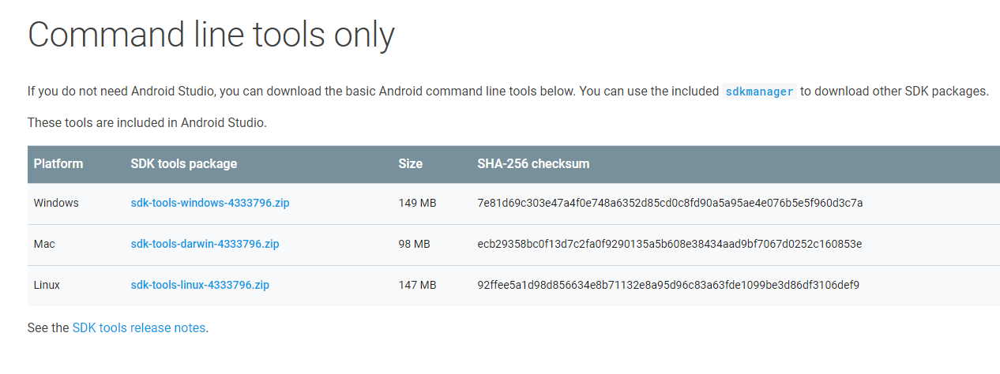 Command line tools only
If you do not need Android Studio, you can download the basic Android command line tools below. You can use the included sdkmanager to download other SDK packages.
These tools are included in Android Studio.
Platform SDK tools package Size SHA-256 checksum
Windows sdk-tools-windows-4333796.zip 149 MB 7e81d69c303e47a4f0e748a6352d85cd0c8fd90a5a95ae4e076b5e5f960d3c7a
Mac sdk-tools-darwin-4333796.zip 98 MB ecb29358bc0f13d7c2fa0f9290135a5b608e38434aad9bf7067d0252c160853e
Linux sdk-tools-linux-4333796.zip 147 MB 92ffee5a1d98d856634e8b71132e8a95d96c83a63fde1099be3d86df3106def9
See the SDK tools release notes.